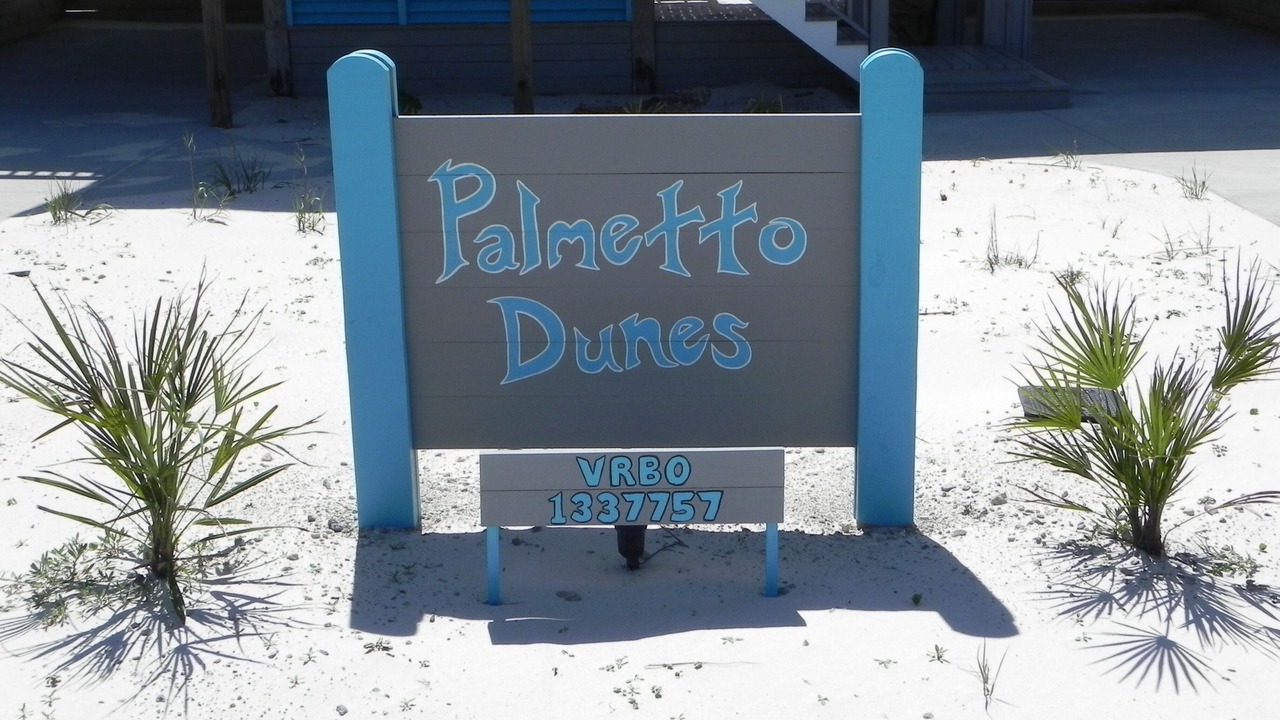 Palmetto
Dunes
VRBO
1337757